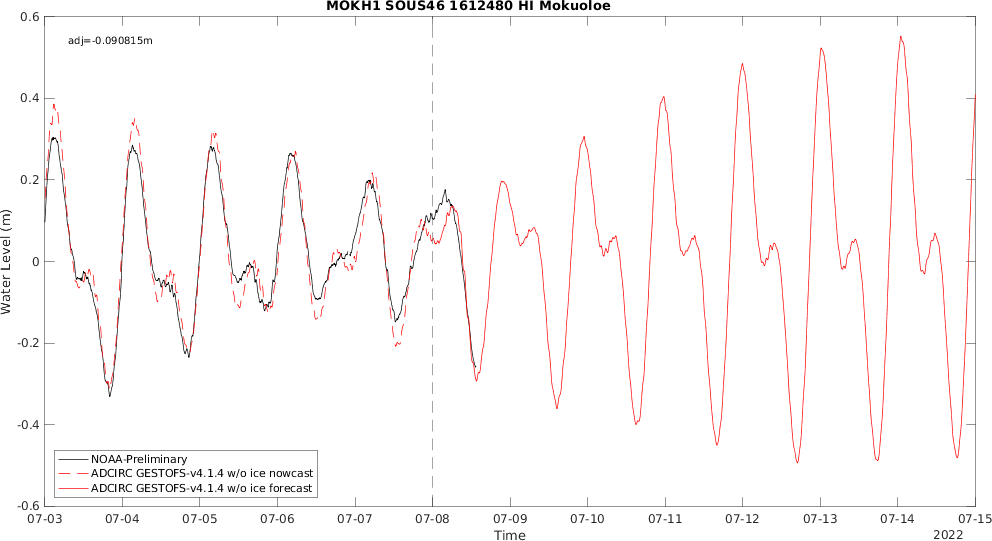 MOKH1 SOUS46 1612480 HI Mokuoloe
adj=-0.090815m
Water Level (m)
0.6
0.4
0.2
0
-0.2
-0.4
-0.6
NOAA-Preliminary
ADCIRC GESTOFS-v4.1.4 w/o ice nowcast
ADCIRC GESTOFS-v4.1.4 w/o ice forecast
07-03 07-04 07-05 07-06 07-07 07-08 07-09 07-10 07-11 07-12 07-13 07-14 07-15
Time
2022